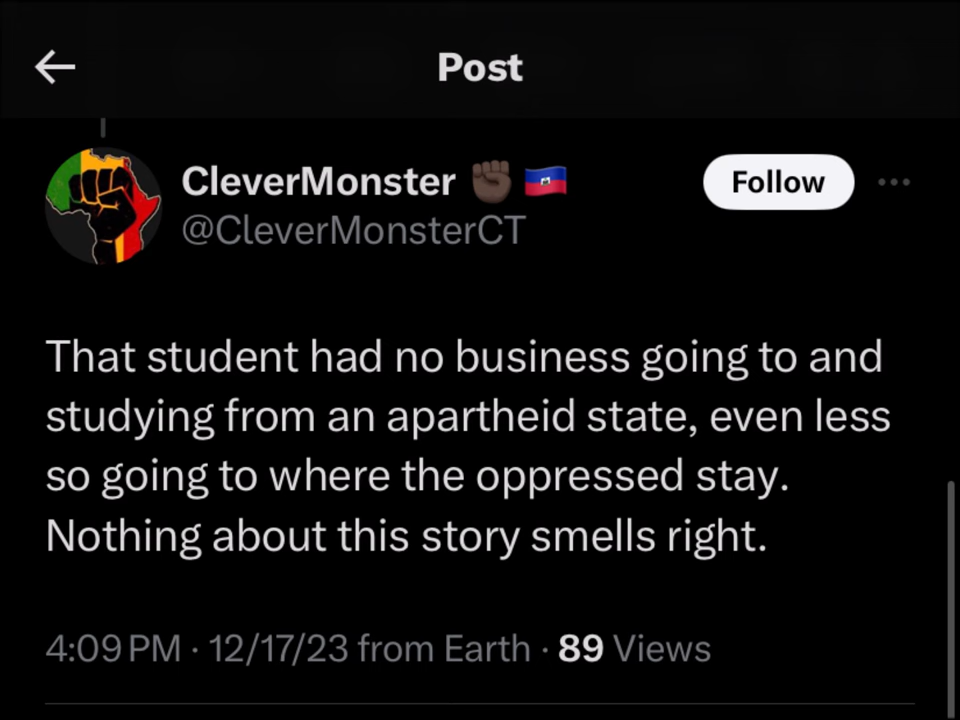 Post
CleverMonster ✊🏿 🇭🇹
Follow
@CleverMonsterCT
That student had no business going to and
studying from an apartheid state, even less
so going to where the oppressed stay.
Nothing about this story smells right.
4:09 PM · 12/17/23 from Earth · 89 Views